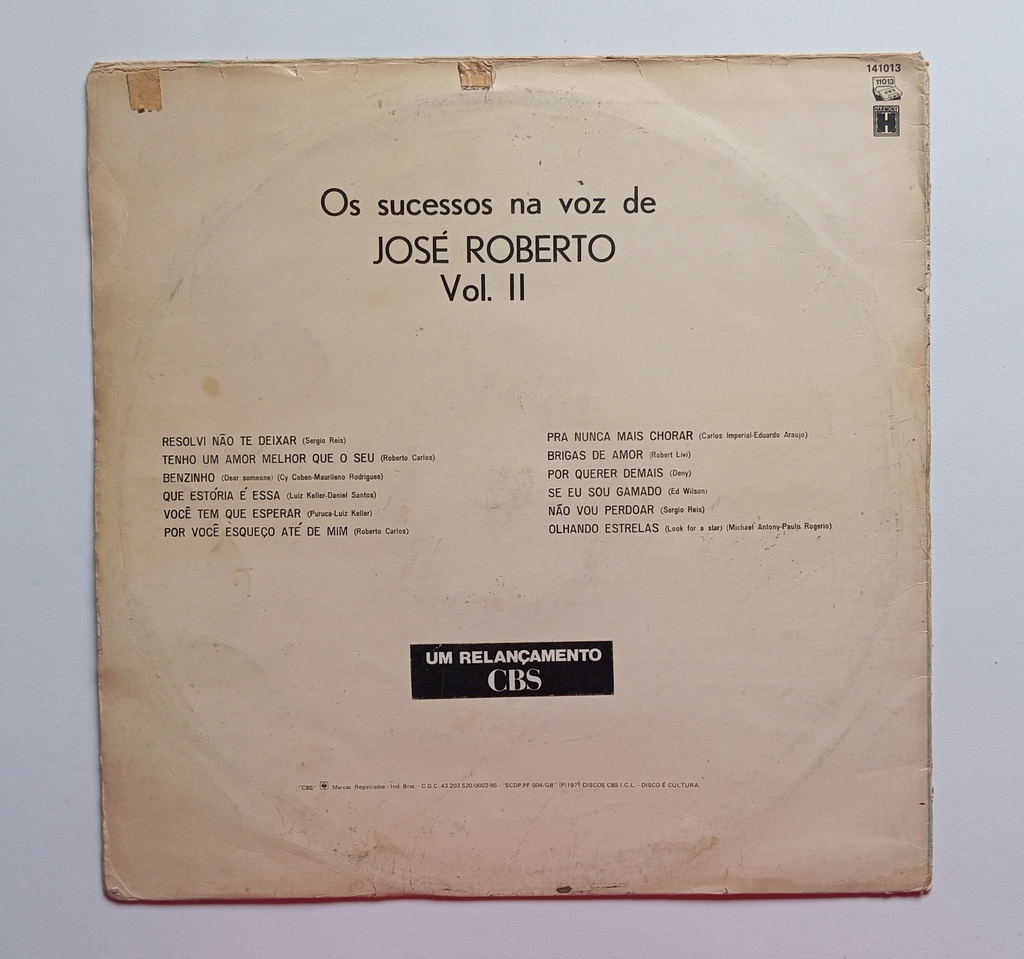 141013
11013
H
Os sucessos na voz de
JOSÉ ROBERTO
Vol. II
RESOLVI NÃO TE DEIXAR (Sergio Reis)
TENHO UM AMOR MELHOR QUE O SEU (Roberto Carlos)
BENZINHO (Dear someone) (Cy Coben-Maurileno Rodrigues)
QUE ESTÓRIA É ESSA (Luiz Keller-Daniel Santos)
VOCÊ TEM QUE ESPERAR (Puruca-Luiz Keller)
POR VOCÊ ESQUEÇO ATÉ DE MIM (Roberto Carlos)
PRA NUNCA MAIS CHORAR (Carlos Imperial-Eduardo Araujo)
BRIGAS DE AMOR (Robert Livi)
POR QUERER DEMAIS (Deny)
SE EU SOU GAMADO (Ed Wilson)
NÃO VOU PERDOAR (Sergio Reis)
OLHANDO ESTRELAS (Look for a star) (Michael Antony-Paulo Rogerio)
UM RELANÇAMENTO
CBS
"CBS" Marcas Registradas - Ind. Bras. - C.G.C. 43.203.520/0002-96 - "SCDP.PF 004/GB" (P)1971 DISCOS CBS I.C.L. - DISCO É CULTURA.